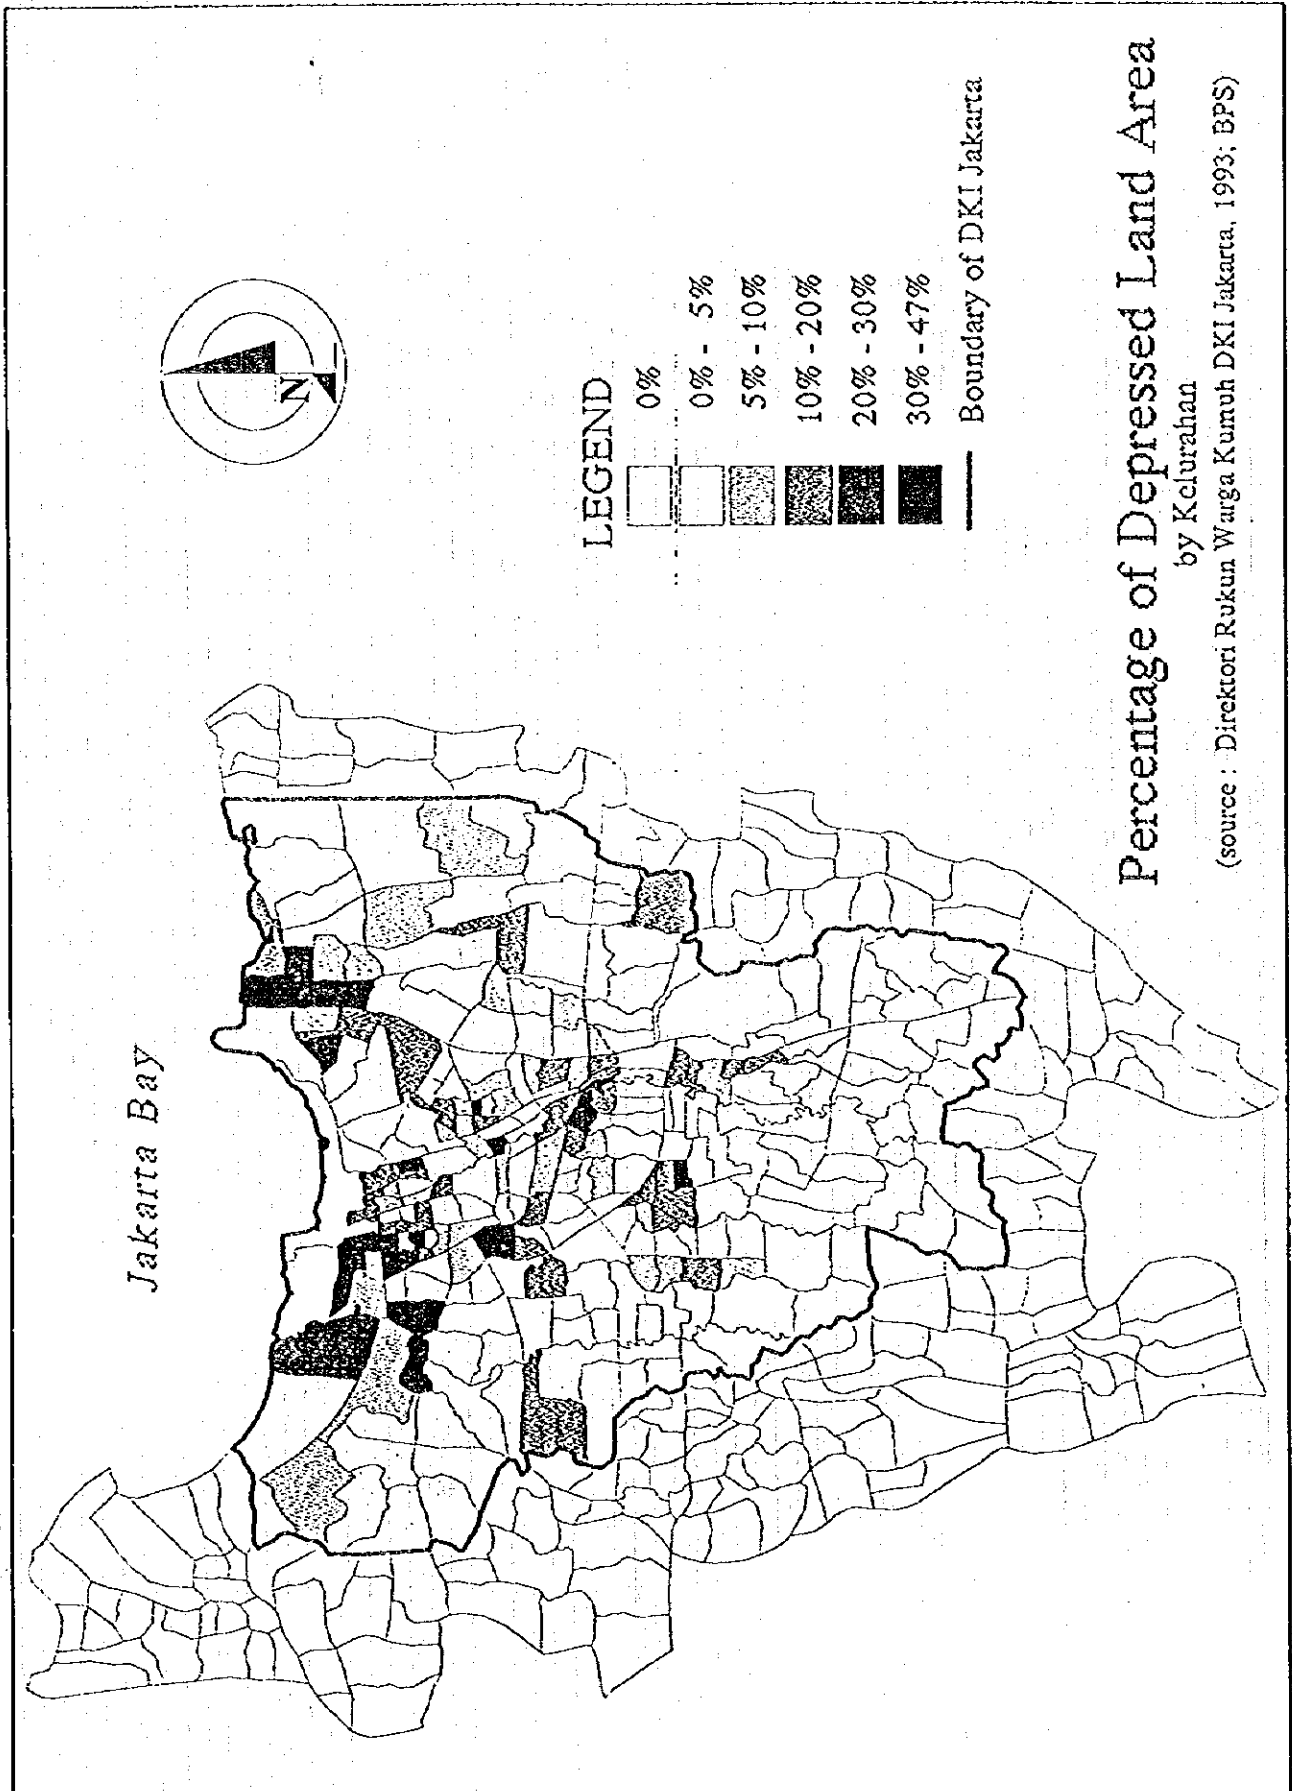 Jakarta Bay
N
LEGEND
0%
0% - 5%
5% - 10%
10% - 20%
20% - 30%
30% - 47%
Boundary of DKI Jakarta
Percentage of Depressed Land Area
by Kelurahan
(source : Direktori Rukun Warga Kumuh DKI Jakarta, 1993; BPS)